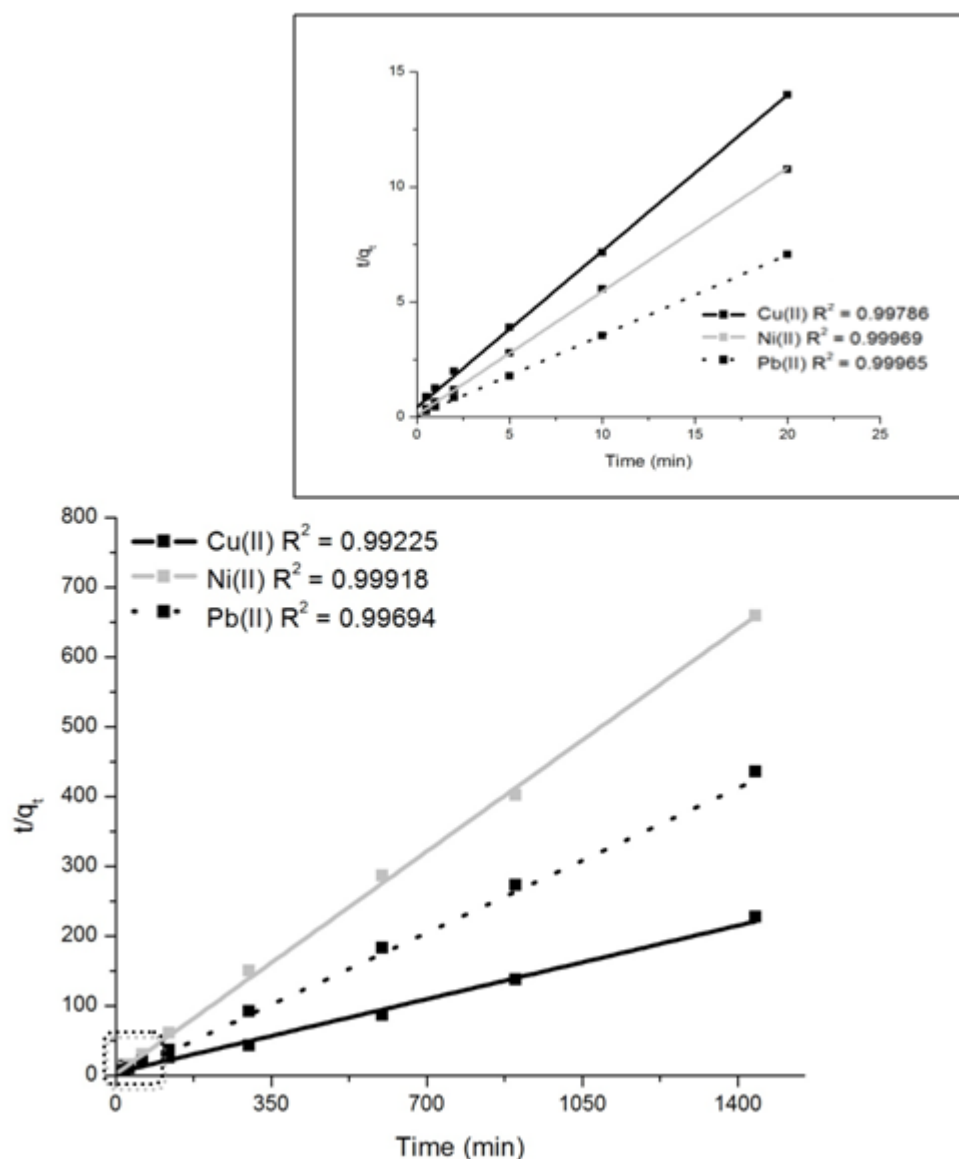 15
10
5
0
t/qt
Cu(II) R² = 0.99786
Ni(II) R² = 0.99969
Pb(II) R² = 0.99965
0 5 10 15 20 25
Time (min)
800
700
600
500
400
300
200
100
0
t/qt
Cu(II) R² = 0.99225
Ni(II) R² = 0.99918
Pb(II) R² = 0.99694
0 350 700 1050 1400
Time (min)